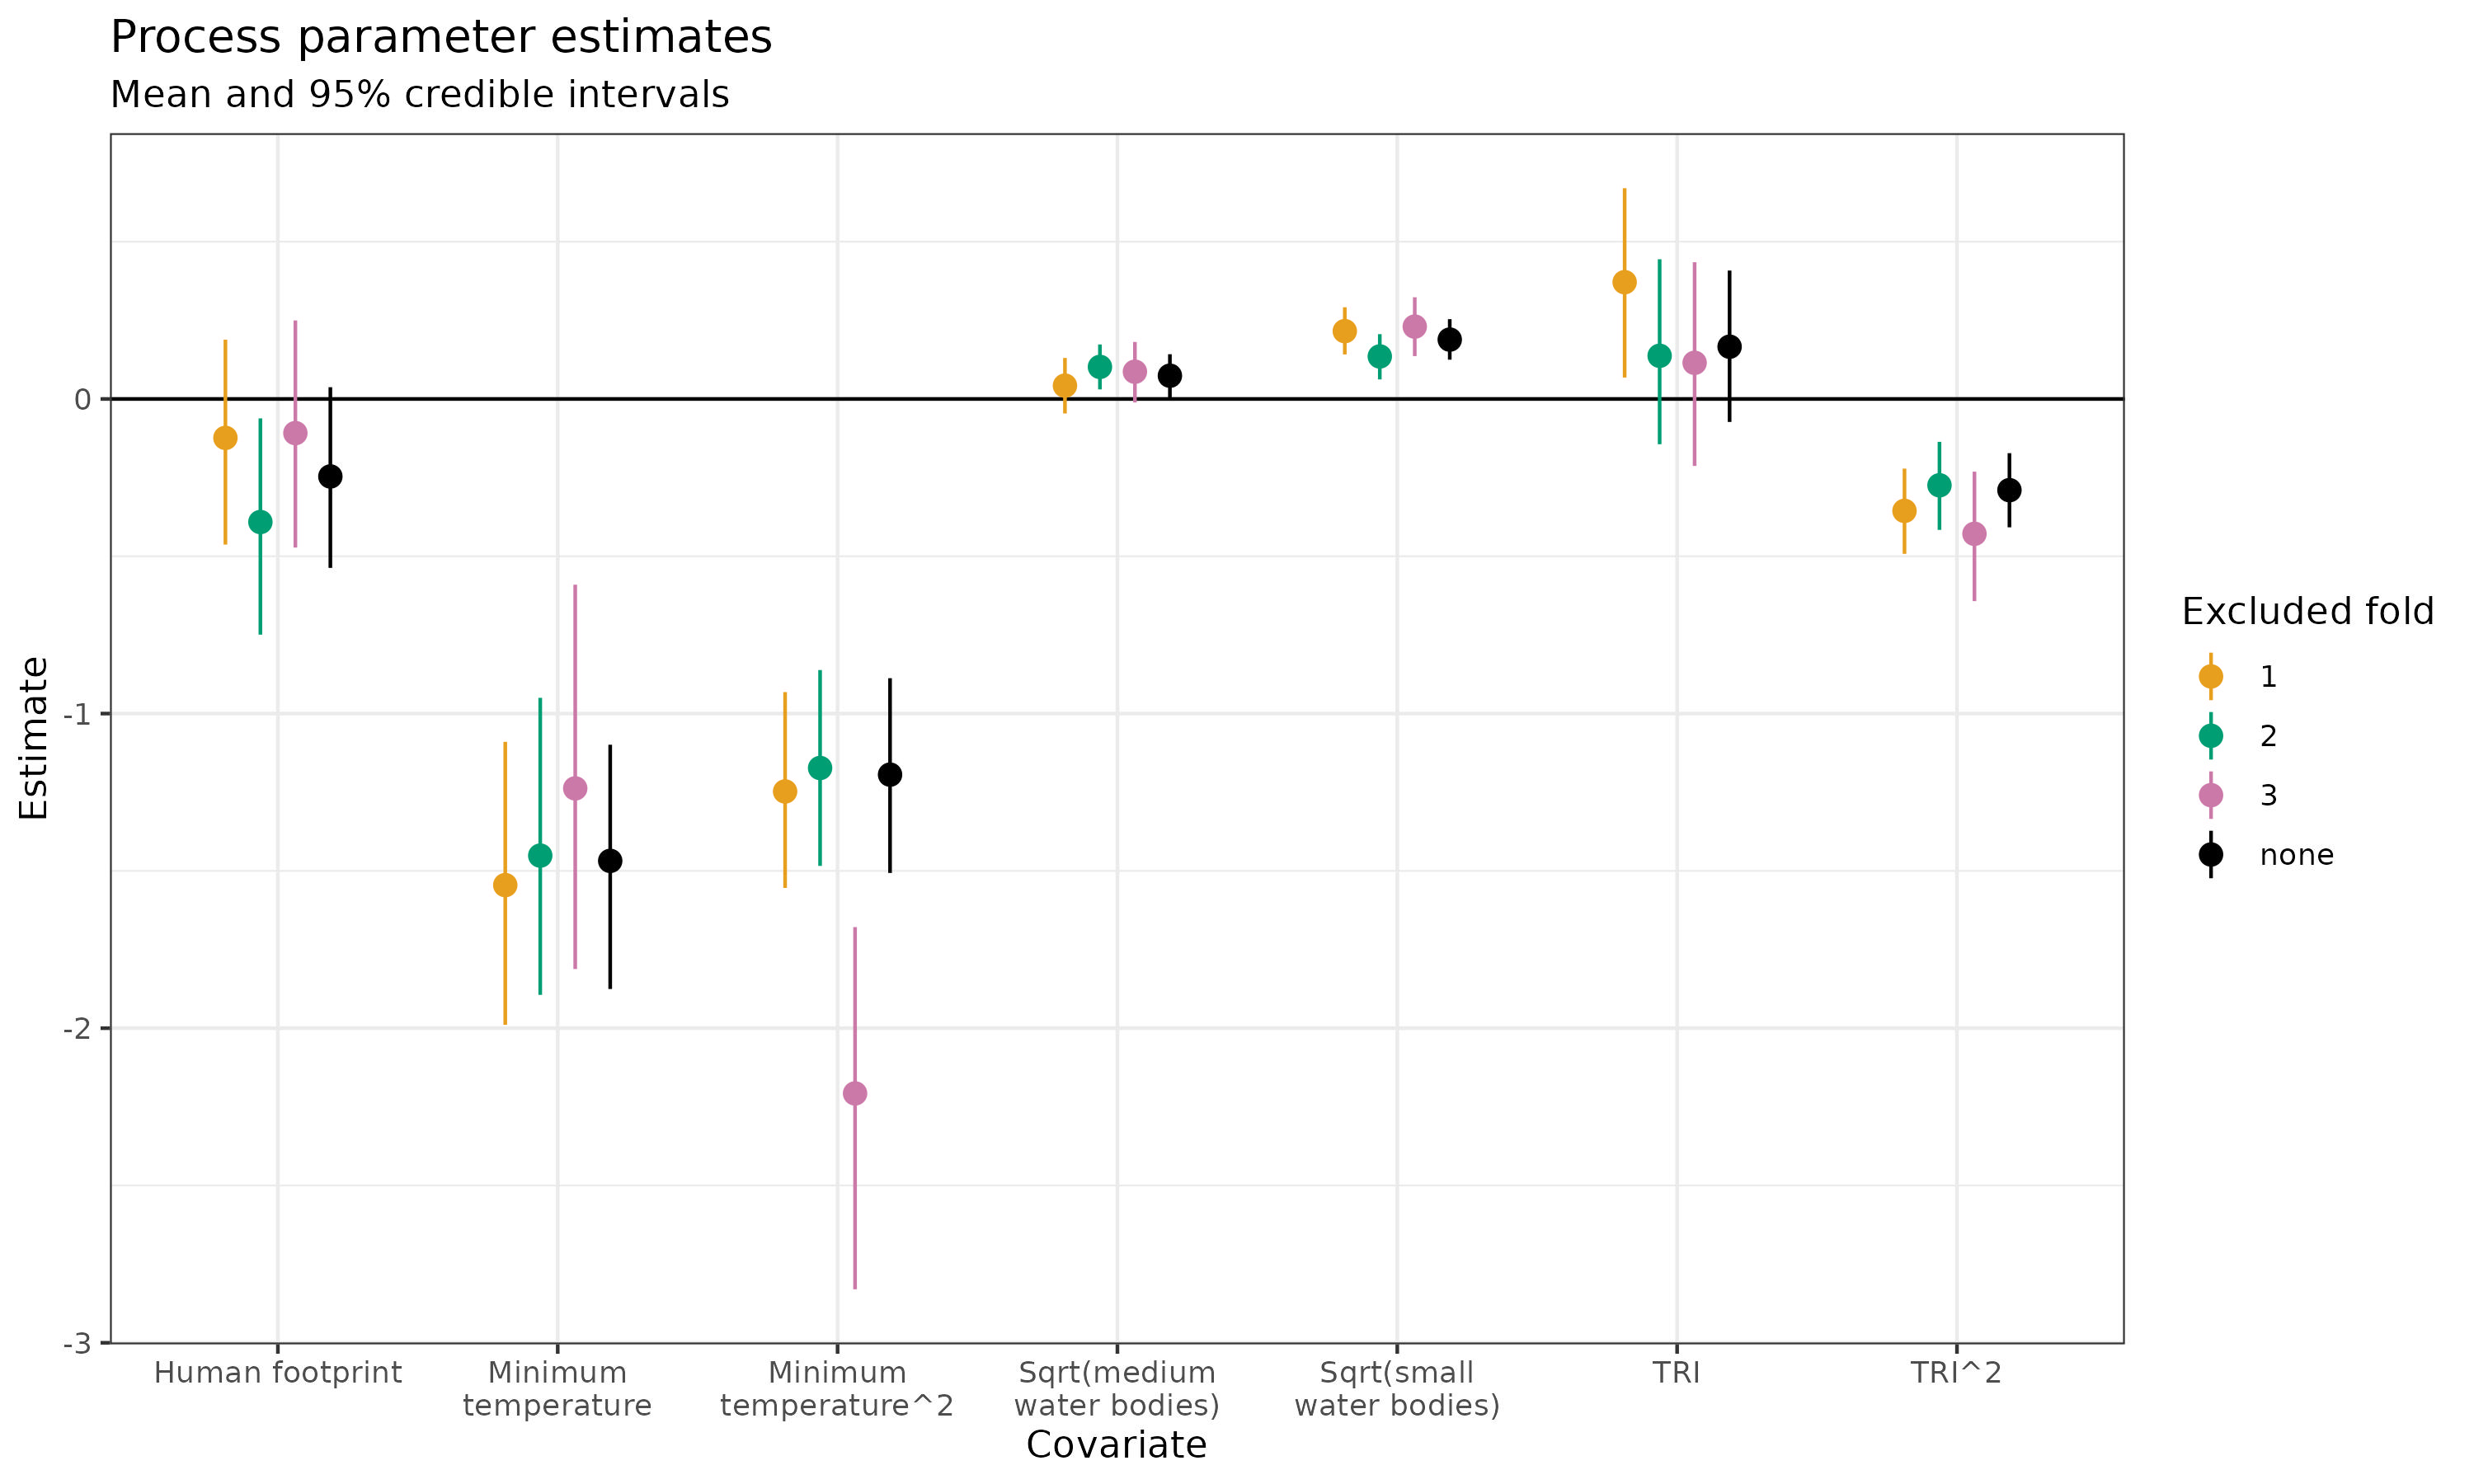 Process parameter estimates
Mean and 95% credible intervals
Estimate
0
-1
-2
-3
Human footprint
Minimum
temperature
Minimum
temperature^2
Sqrt(medium
water bodies)
Sqrt(small
water bodies)
TRI
TRI^2
Covariate
Excluded fold
1
2
3
none